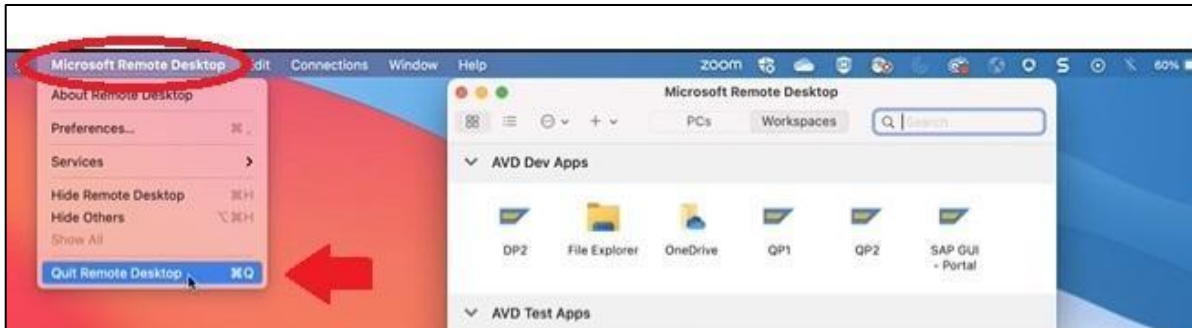 Microsoft Remote Desktop Edit Connections Window Help zoom 60%
About Remote Desktop
Preferences... ⌘ ,
Services
Hide Remote Desktop ⌘H
Hide Others ⌥⌘H
Show All
Quit Remote Desktop ⌘Q
Microsoft Remote Desktop
PCs Workspaces Search
AVD Dev Apps
DP2 File Explorer OneDrive QP1 QP2 SAP GUI
- Portal
AVD Test Apps